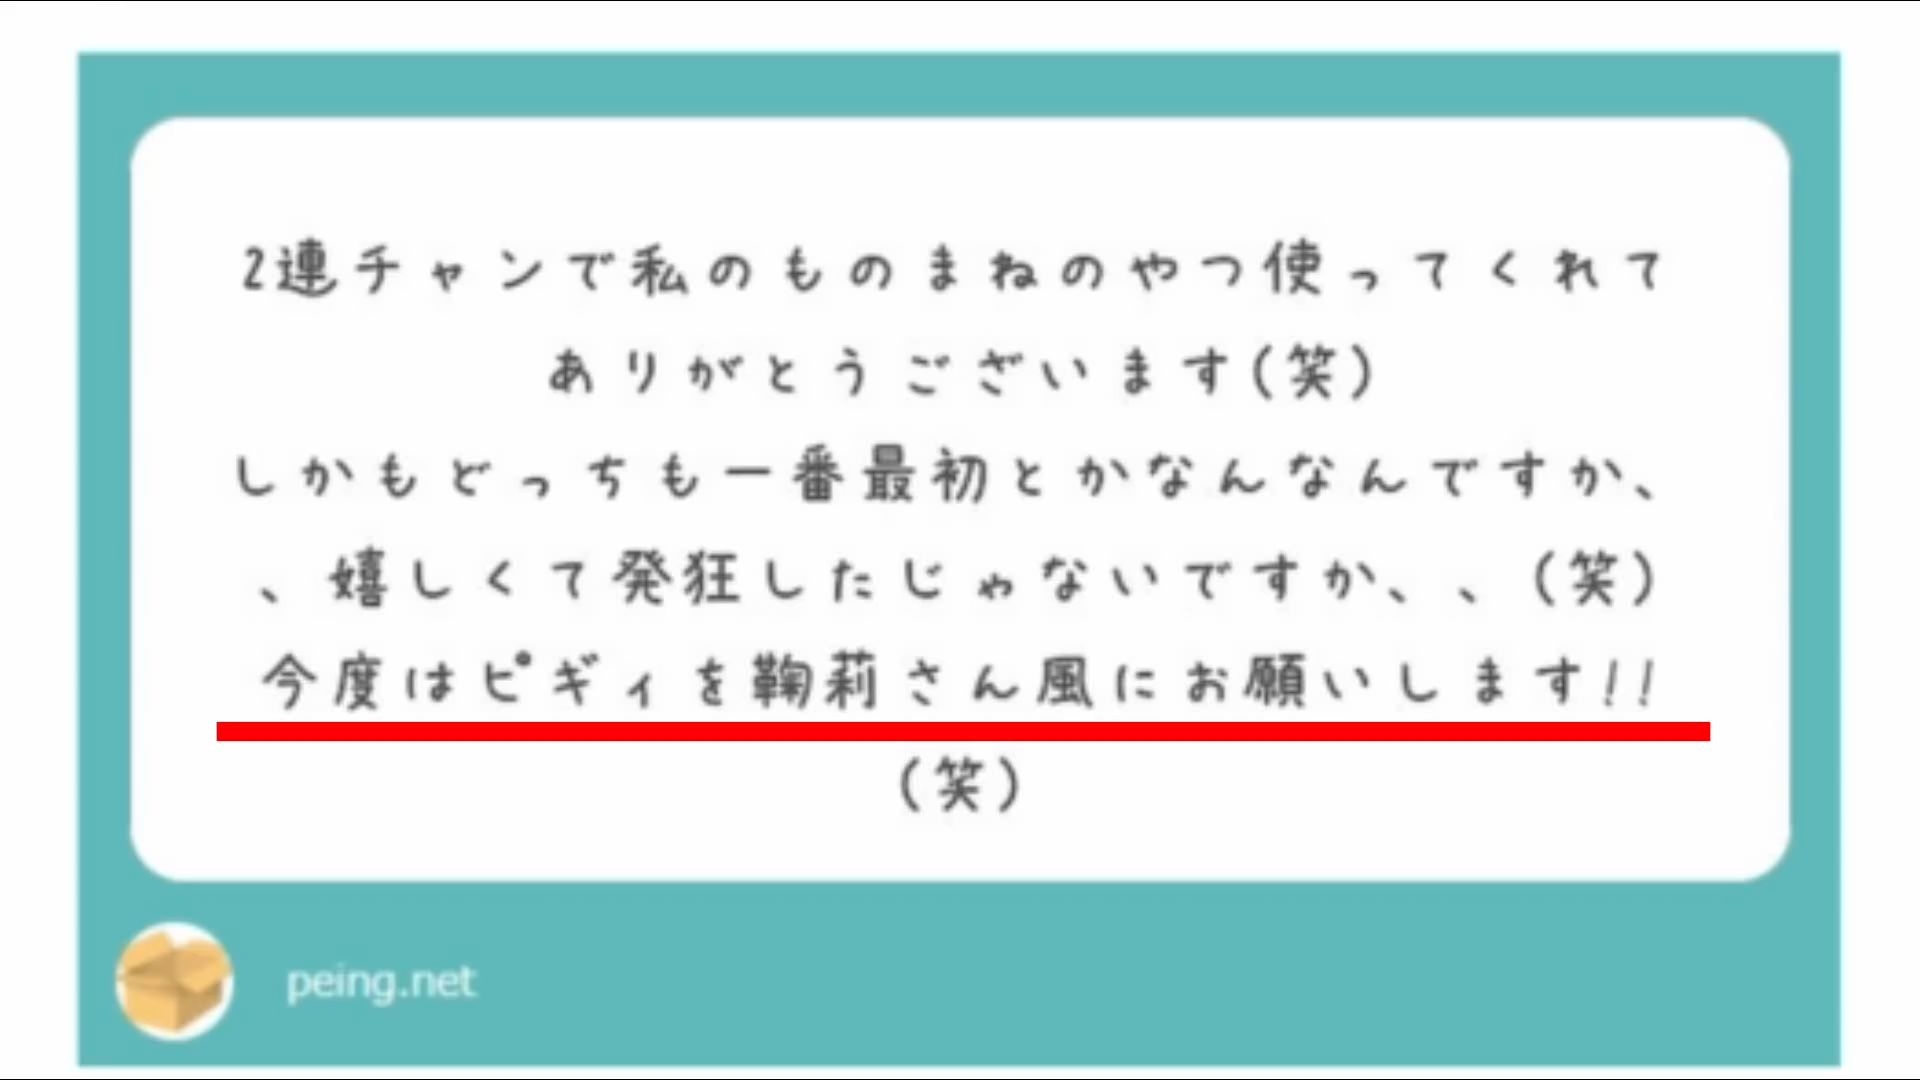 2連チャンで私のものまねのやつ使ってくれて
ありがとうございます(笑)
しかもどっちも一番最初とかなんなんですか、
、嬉しくて発狂したじゃないですか、、(笑)
今度はピギィを鞠莉さん風にお願いします!!
(笑)
peing.net